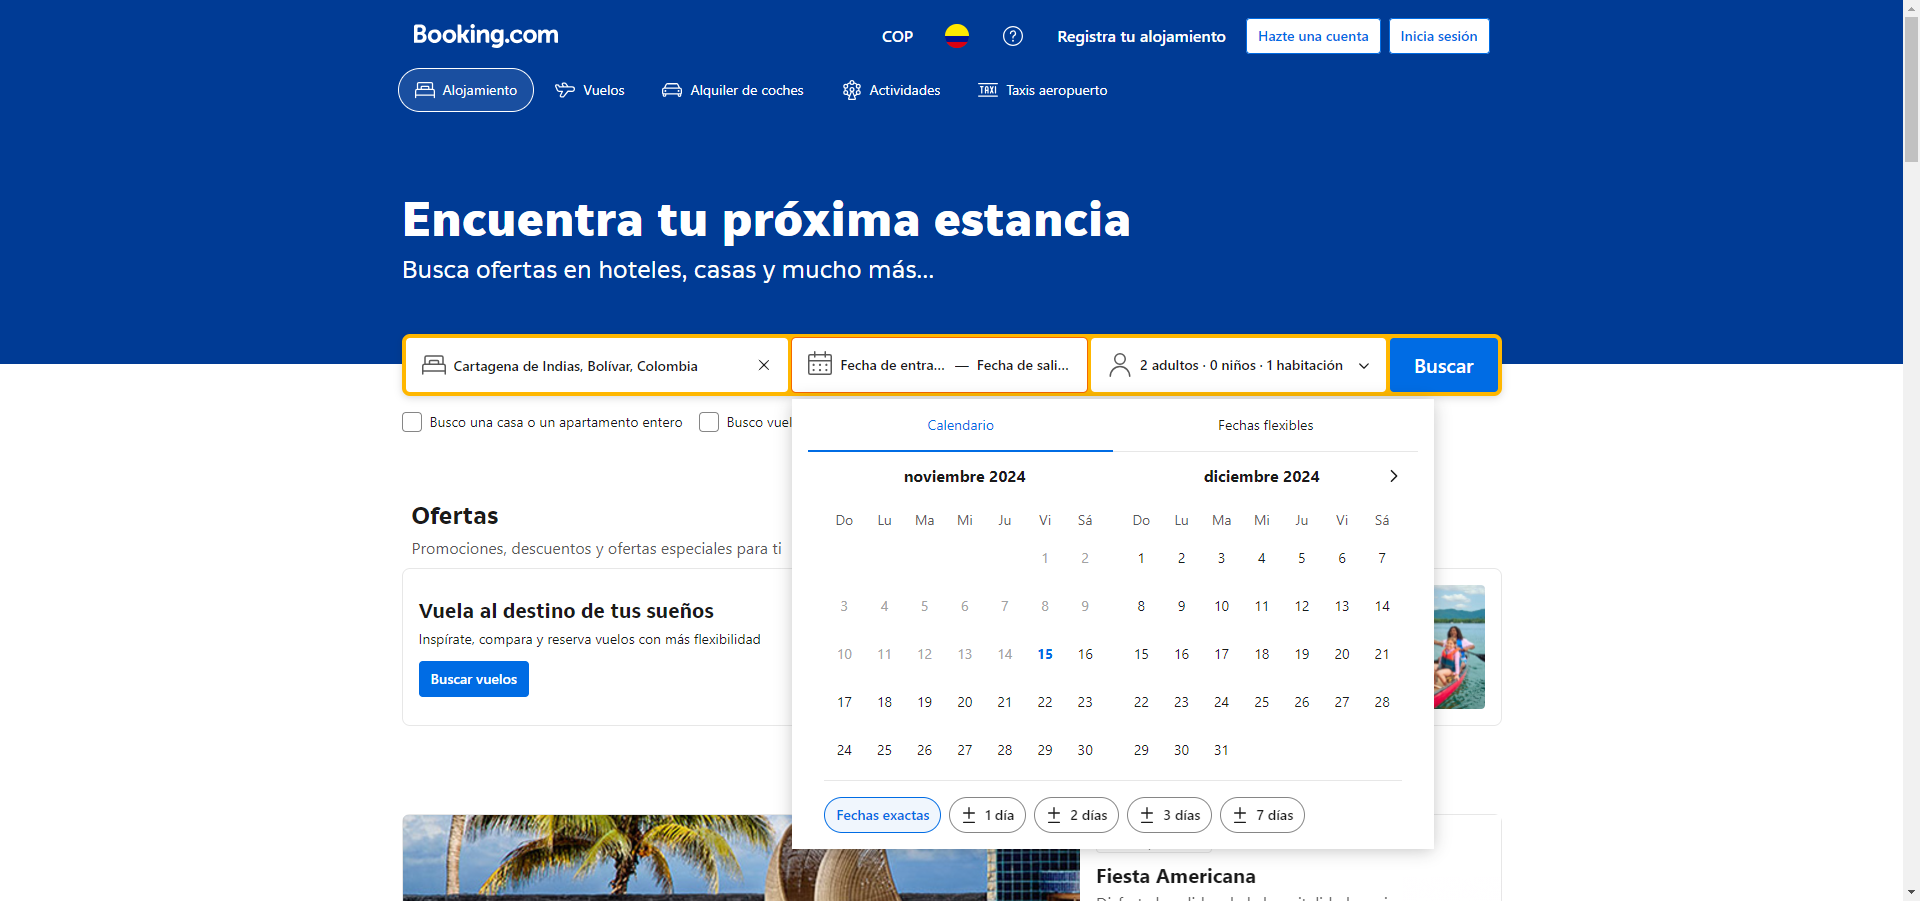 Booking.com
COP
Registra tu alojamiento
Hazte una cuenta
Inicia sesión
Alojamiento
Vuelos
Alquiler de coches
Actividades
TAXI
Taxis aeropuerto
Encuentra tu próxima estancia
Busca ofertas en hoteles, casas y mucho más...
Cartagena de Indias, Bolívar, Colombia
Fecha de entra... — Fecha de sali...
2 adultos · 0 niños · 1 habitación
Buscar
Busco una casa o un apartamento entero
Busco vuel
Calendario
Fechas flexibles
noviembre 2024
Do Lu Ma Mi Ju Vi Sá
1 2
3 4 5 6 7 8 9
10 11 12 13 14 15 16
17 18 19 20 21 22 23
24 25 26 27 28 29 30
diciembre 2024
Do Lu Ma Mi Ju Vi Sá
1 2 3 4 5 6 7
8 9 10 11 12 13 14
15 16 17 18 19 20 21
22 23 24 25 26 27 28
29 30 31
Fechas exactas
± 1 día
± 2 días
± 3 días
± 7 días
Ofertas
Promociones, descuentos y ofertas especiales para ti
Vuela al destino de tus sueños
Inspírate, compara y reserva vuelos con más flexibilidad
Buscar vuelos
Fiesta Americana